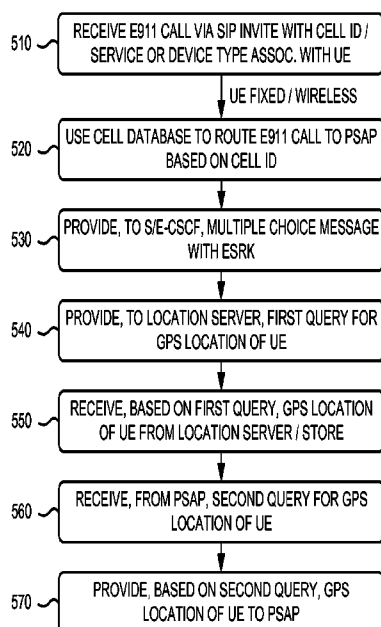 510
RECEIVE E911 CALL VIA SIP INVITE WITH CELL ID /
SERVICE OR DEVICE TYPE ASSOC. WITH UE
UE FIXED / WIRELESS
520
USE CELL DATABASE TO ROUTE E911 CALL TO PSAP
BASED ON CELL ID
530
PROVIDE, TO S/E-CSCF, MULTIPLE CHOICE MESSAGE
WITH ESRK
540
PROVIDE, TO LOCATION SERVER, FIRST QUERY FOR
GPS LOCATION OF UE
550
RECEIVE, BASED ON FIRST QUERY, GPS LOCATION
OF UE FROM LOCATION SERVER / STORE
560
RECEIVE, FROM PSAP, SECOND QUERY FOR GPS
LOCATION OF UE
570
PROVIDE, BASED ON SECOND QUERY, GPS
LOCATION OF UE TO PSAP